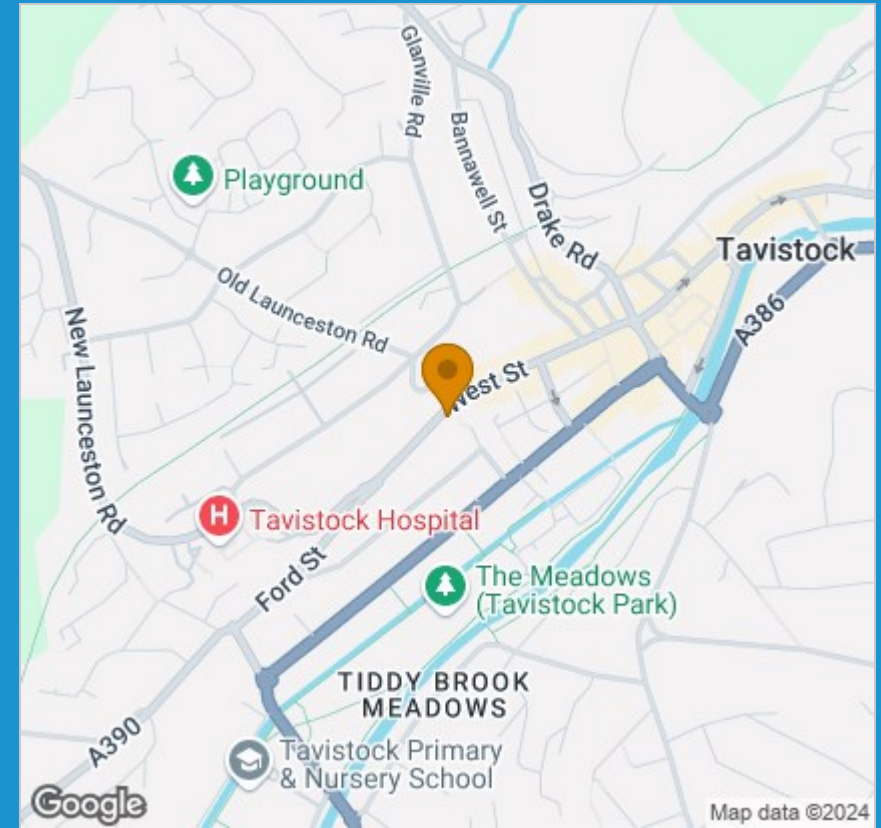 Glanville Rd
Bannawell St
Playground
Drake Rd
Tavistock
Old Launceston Rd
A386
New Launceston Rd
West St
Tavistock Hospital
Ford St
The Meadows
(Tavistock Park)
TIDDY BROOK
MEADOWS
A390
Tavistock Primary
& Nursery School
Google
Map data ©2024
H